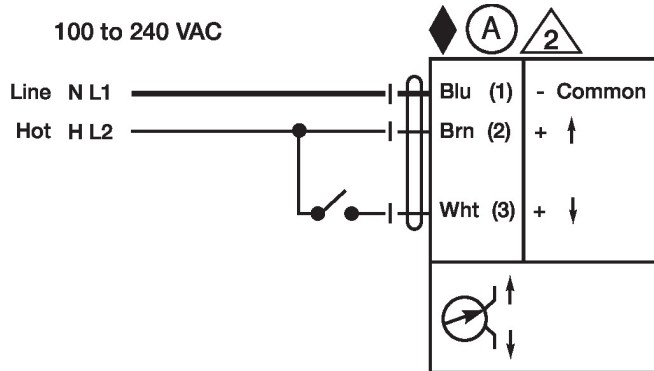 100 to 240 VAC
A
2
Line N L1
Blu (1) - Common
Hot H L2
Brn (2) + ↑
Wht (3) + ↓